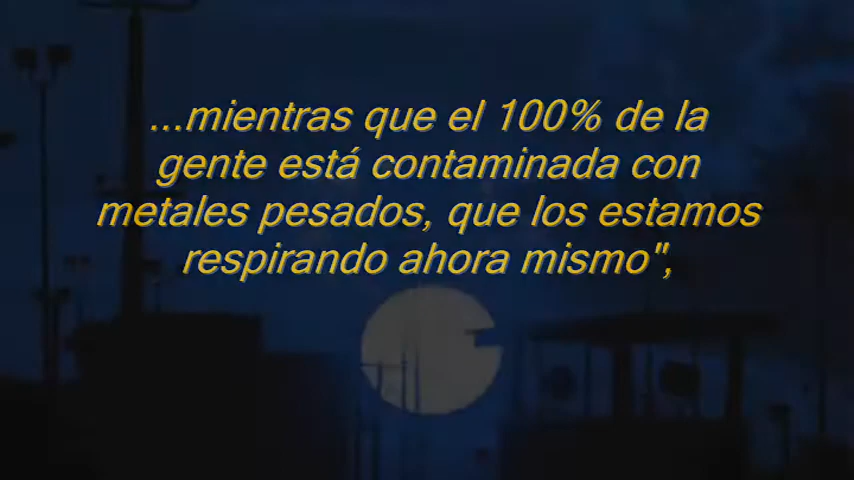 ...mientras que el 100% de la
gente está contaminada con
metales pesados, que los estamos
respirando ahora mismo",